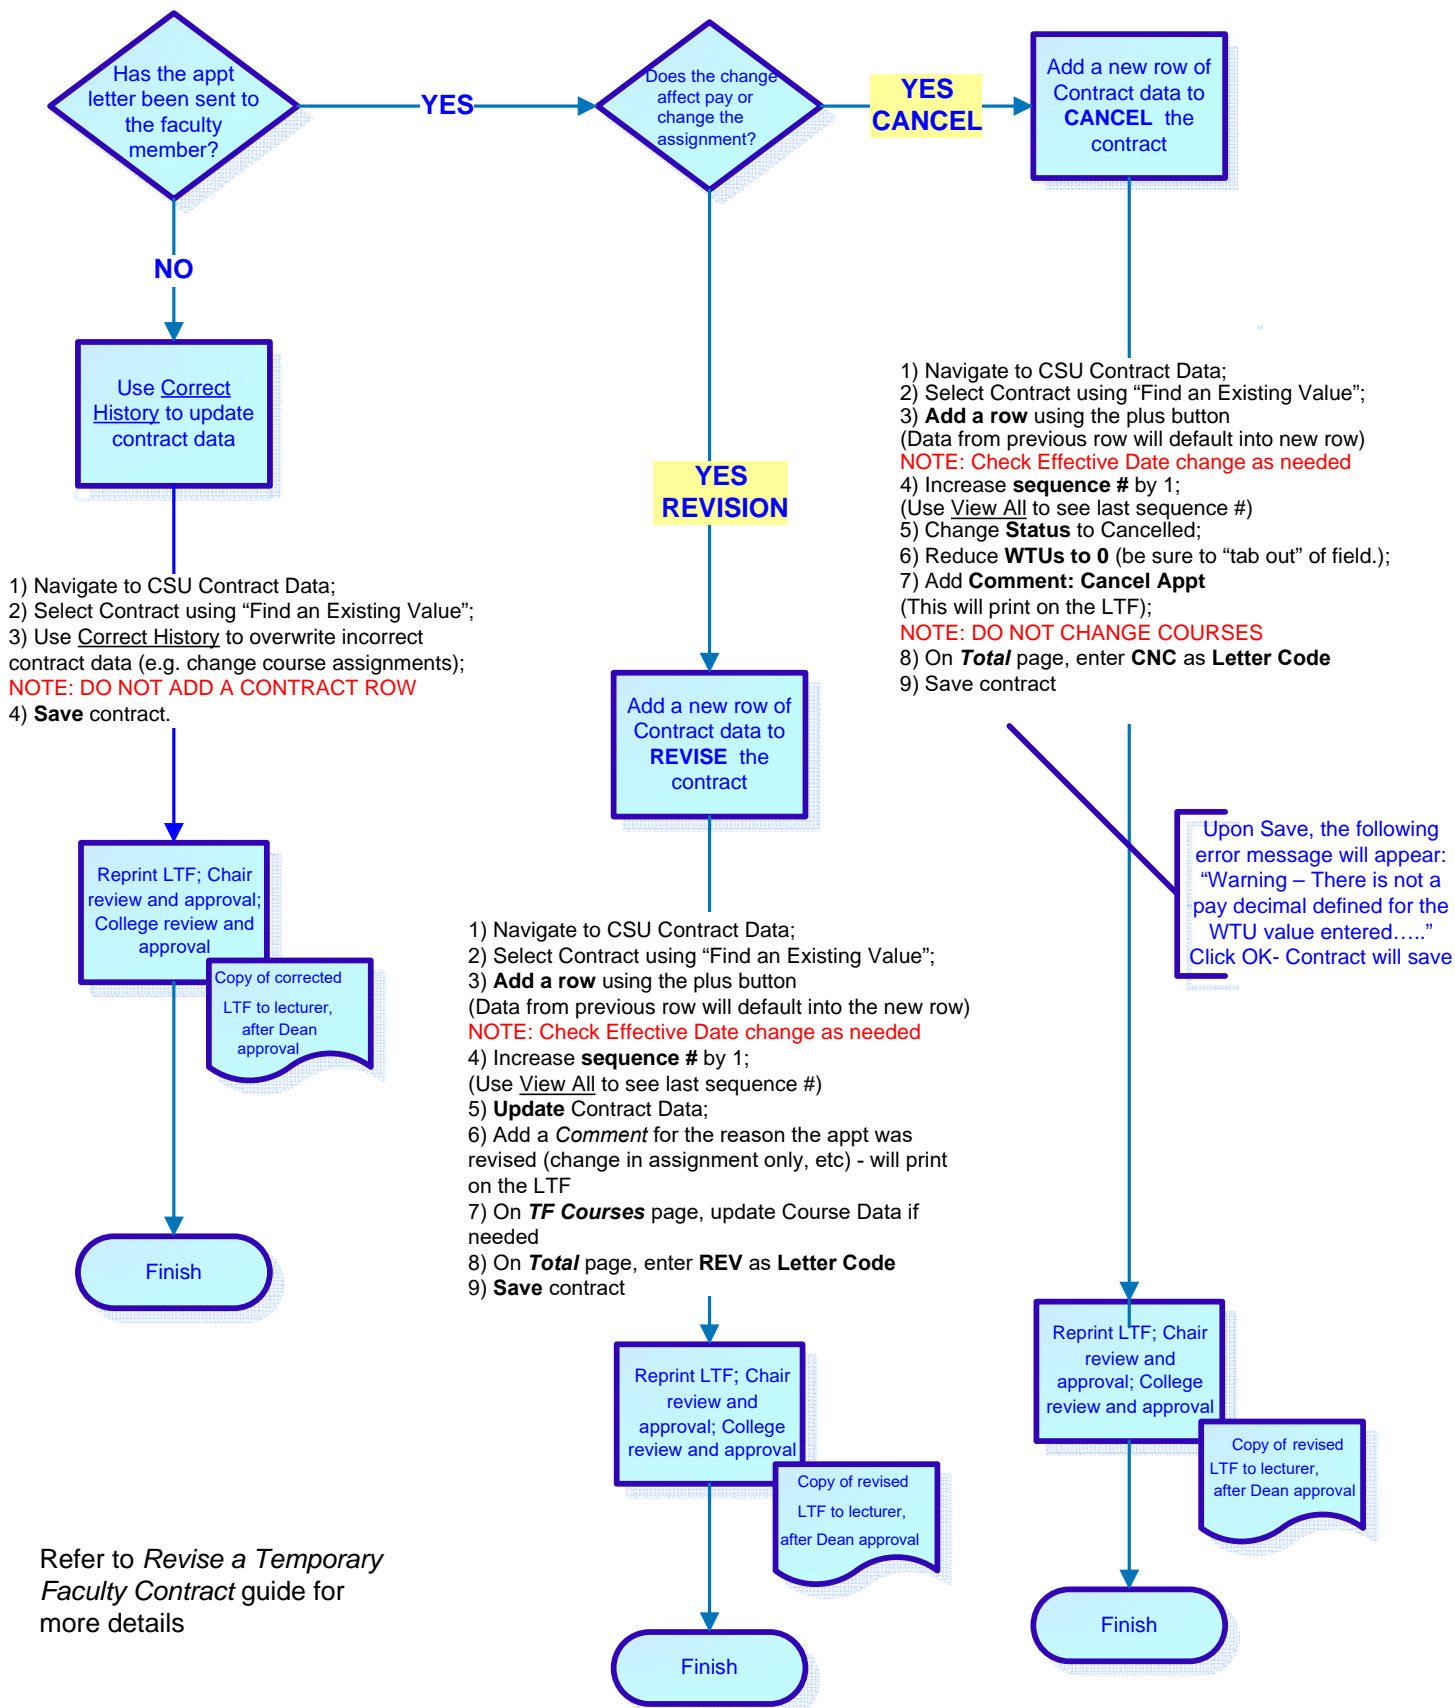 Has the appt
letter been sent to
the faculty
member?
YES
Does the change
affect pay or
change the
assignment?
YES
CANCEL
Add a new row of
Contract data to
CANCEL the
contract
NO
Use Correct
History to update
contract data
1) Navigate to CSU Contract Data;
2) Select Contract using “Find an Existing Value”;
3) Use Correct History to overwrite incorrect
contract data (e.g. change course assignments);
NOTE: DO NOT ADD A CONTRACT ROW
4) Save contract.
Reprint LTF; Chair
review and approval;
College review and
approval
Copy of corrected
LTF to lecturer,
after Dean
approval
Finish
YES
REVISION
Add a new row of
Contract data to
REVISE the
contract
1) Navigate to CSU Contract Data;
2) Select Contract using “Find an Existing Value”;
3) Add a row using the plus button
(Data from previous row will default into the new row)
NOTE: Check Effective Date change as needed
4) Increase sequence # by 1;
(Use View All to see last sequence #)
5) Update Contract Data;
6) Add a Comment for the reason the appt was
revised (change in assignment only, etc) - will print
on the LTF
7) On TF Courses page, update Course Data if
needed
8) On Total page, enter REV as Letter Code
9) Save contract
Reprint LTF; Chair
review and
approval; College
review and approval
Copy of revised
LTF to lecturer,
after Dean approval
Finish
1) Navigate to CSU Contract Data;
2) Select Contract using “Find an Existing Value”;
3) Add a row using the plus button
(Data from previous row will default into new row)
NOTE: Check Effective Date change as needed
4) Increase sequence # by 1;
(Use View All to see last sequence #)
5) Change Status to Cancelled;
6) Reduce WTUs to 0 (be sure to “tab out” of field.);
7) Add Comment: Cancel Appt
(This will print on the LTF);
NOTE: DO NOT CHANGE COURSES
8) On Total page, enter CNC as Letter Code
9) Save contract
Upon Save, the following
error message will appear:
“Warning – There is not a
pay decimal defined for the
WTU value entered…..”
Click OK- Contract will save
Reprint LTF; Chair
review and
approval; College
review and approval
Copy of revised
LTF to lecturer,
after Dean approval
Finish
Refer to Revise a Temporary
Faculty Contract guide for
more details